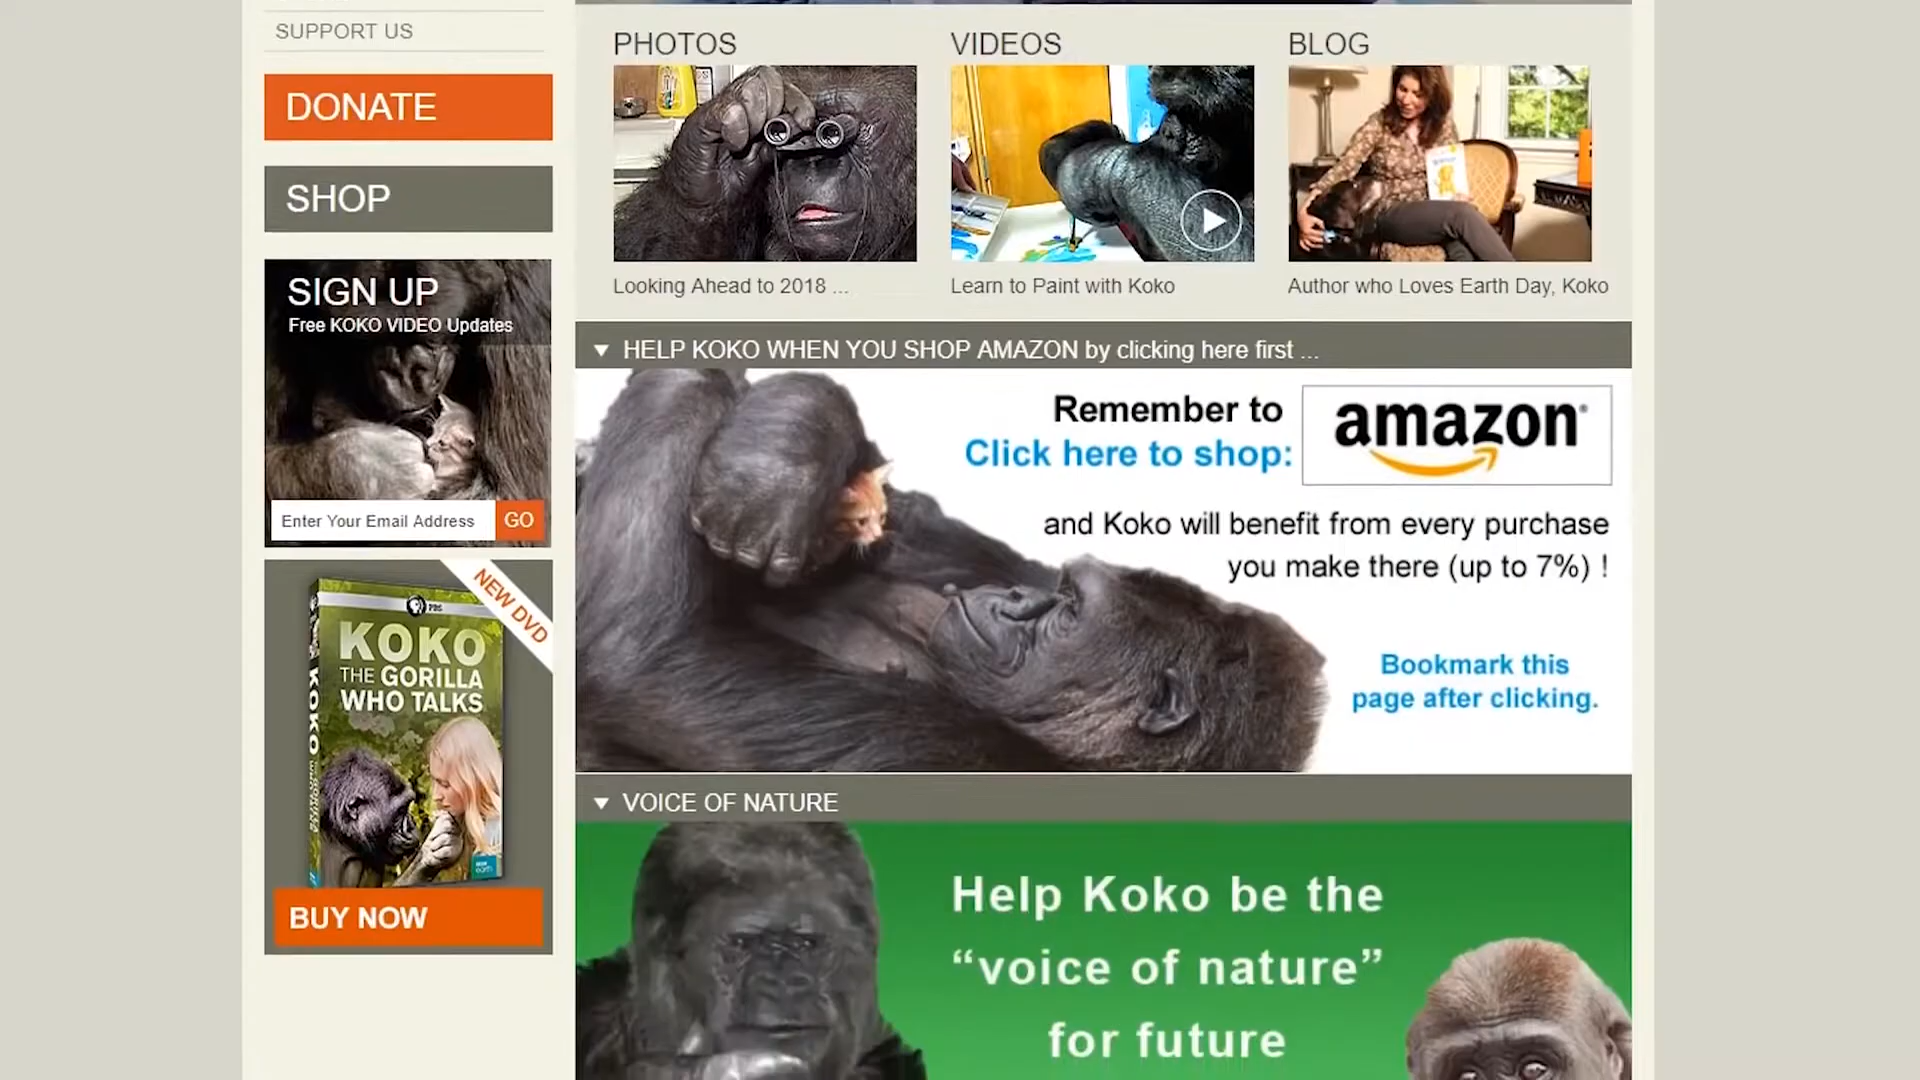 SUPPORT US
DONATE
SHOP
SIGN UP
Free KOKO VIDEO Updates
Enter Your Email Address GO
NEW DVD
PBS
KOKO
THE GORILLA
WHO TALKS
KOKO
BUY NOW
PHOTOS
Looking Ahead to 2018 ...
VIDEOS
Learn to Paint with Koko
BLOG
Author who Loves Earth Day, Koko
HELP KOKO WHEN YOU SHOP AMAZON by clicking here first ...
Remember to
Click here to shop:
amazon
and Koko will benefit from every purchase
you make there (up to 7%) !
Bookmark this
page after clicking.
VOICE OF NATURE
Help Koko be the
“voice of nature”
for future